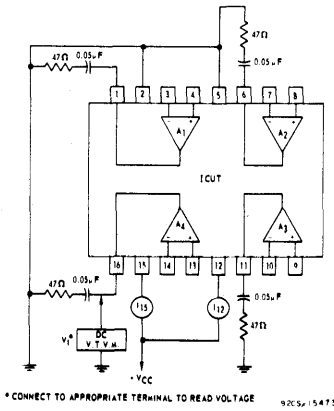 47Ω
0.05µF
47Ω
0.05µF
1
2
3
4
5
6
7
8
- +
A1
- +
A2
ICUT
A4
A3
- +
- +
16
15
14
13
12
11
10
9
47Ω
0.05µF
I15
I12
0.05µF
47Ω
V1*
DC
V.T.V.M.
+VCC
* CONNECT TO APPROPRIATE TERMINAL TO READ VOLTAGE
92CS-15473